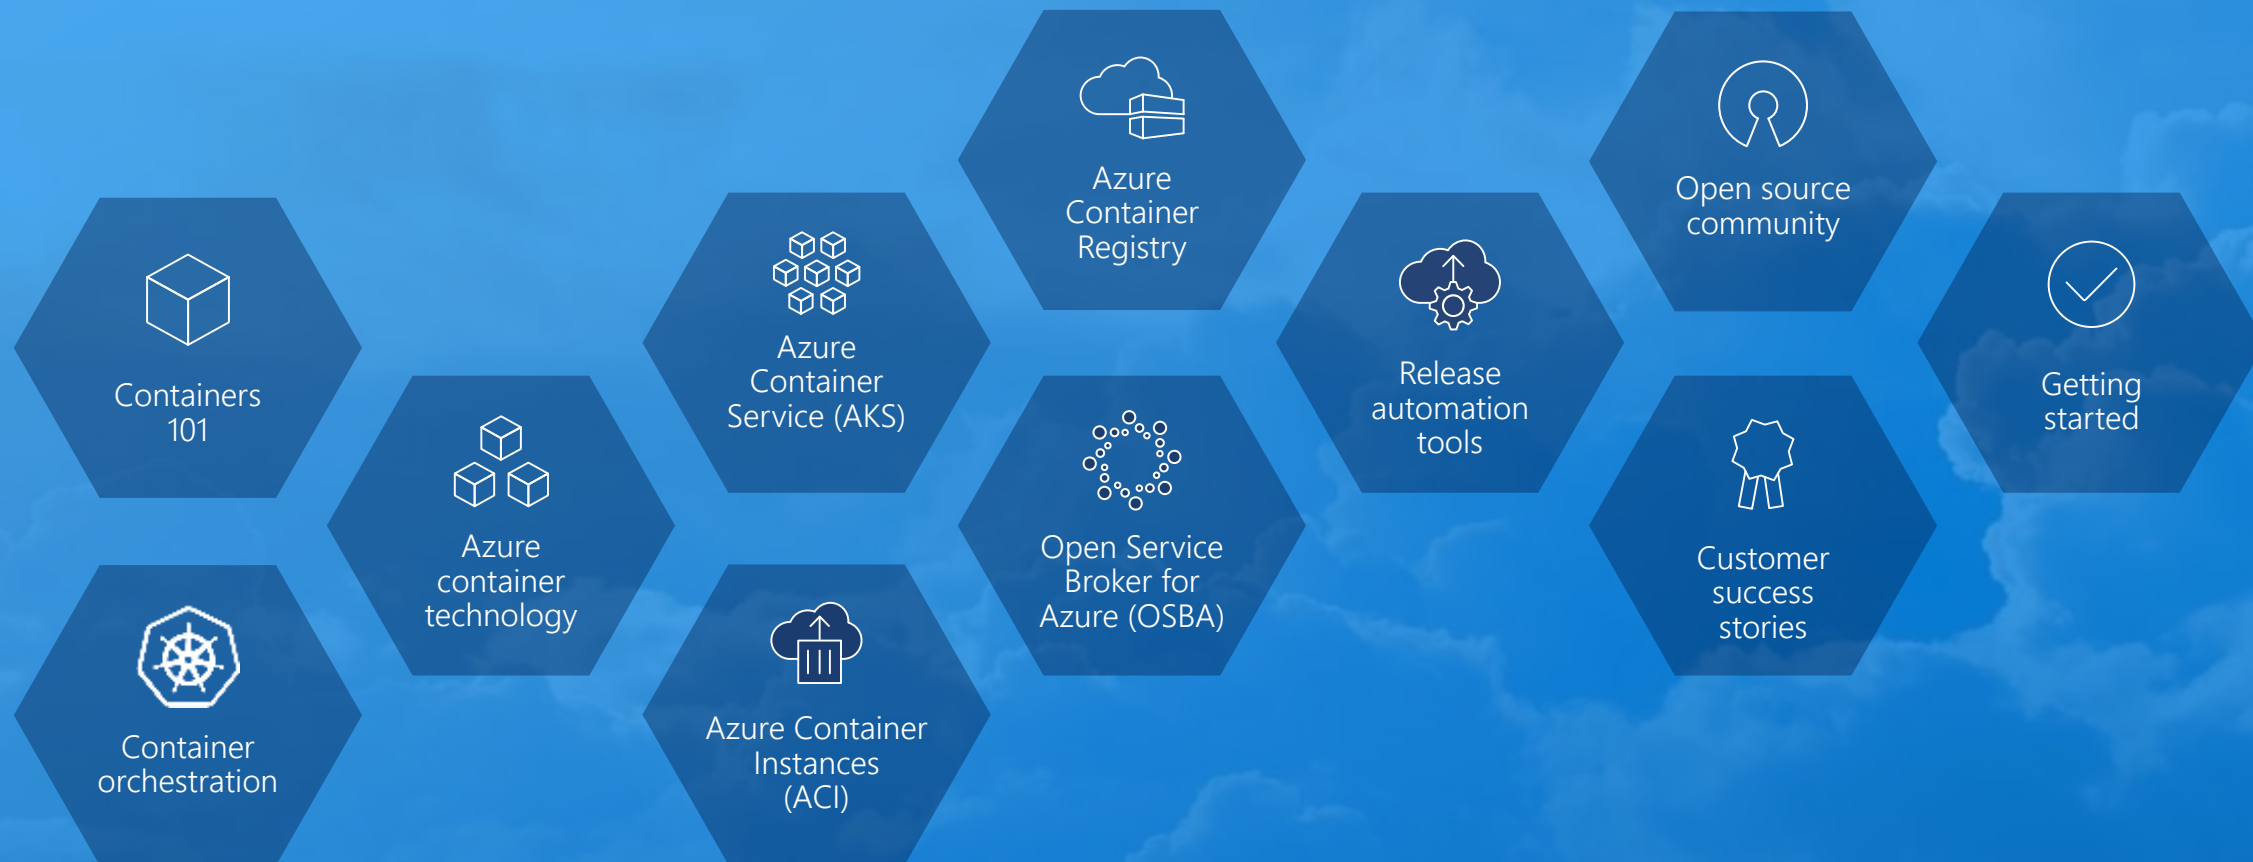 Containers
101
Container
orchestration
Azure
container
technology
Azure
Container
Service (AKS)
Azure Container
Instances
(ACI)
Azure
Container
Registry
Open Service
Broker for
Azure (OSBA)
Release
automation
tools
Open source
community
Customer
success
stories
Getting
started